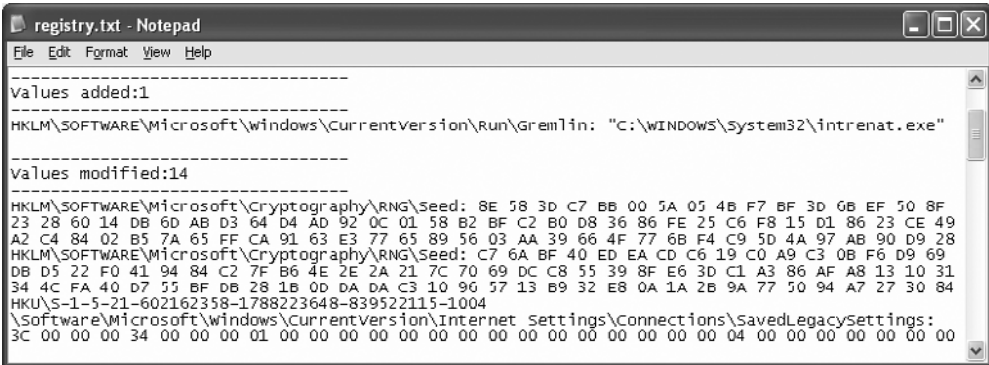 registry.txt - Notepad
File Edit Format View Help
----------------------------------
Values added:1
----------------------------------
HKLM\SOFTWARE\Microsoft\Windows\CurrentVersion\Run\Gremlin: "C:\WINDOWS\System32\intrenat.exe"
----------------------------------
Values modified:14
----------------------------------
HKLM\SOFTWARE\Microsoft\Cryptography\RNG\Seed: 8E 58 3D C7 BB 00 5A 05 4B F7 BF 3D 6B EF 50 8F
23 28 60 14 DB 6D AB D3 64 D4 AD 92 0C 01 58 B2 BF C2 B0 D8 36 86 FE 25 C6 F8 15 D1 86 23 CE 49
A2 C4 84 02 B5 7A 65 FF CA 91 63 E3 77 65 89 56 03 AA 39 66 4F 77 6B F4 C9 5D 4A 97 AB 90 D9 28
HKLM\SOFTWARE\Microsoft\Cryptography\RNG\Seed: C7 6A BF 40 ED EA CD C6 19 C0 A9 C3 0B F6 D9 69
DB D5 22 F0 41 94 84 C2 7F B6 4E 2E 2A 21 7C 70 69 DC C8 55 39 8F E6 3D C1 A3 86 AF A8 13 10 31
34 4C FA 40 D7 55 BF DB 28 1B 0D DA DA C3 10 96 57 13 B9 32 E8 0A 1A 2B 9A 77 50 94 A7 27 30 84
HKU\S-1-5-21-602162358-1788223648-839522115-1004
\Software\Microsoft\Windows\CurrentVersion\Internet Settings\Connections\SavedLegacySettings:
3C 00 00 00 34 00 00 00 01 00 00 00 00 00 00 00 00 00 00 00 00 00 00 00 04 00 00 00 00 00 00 00